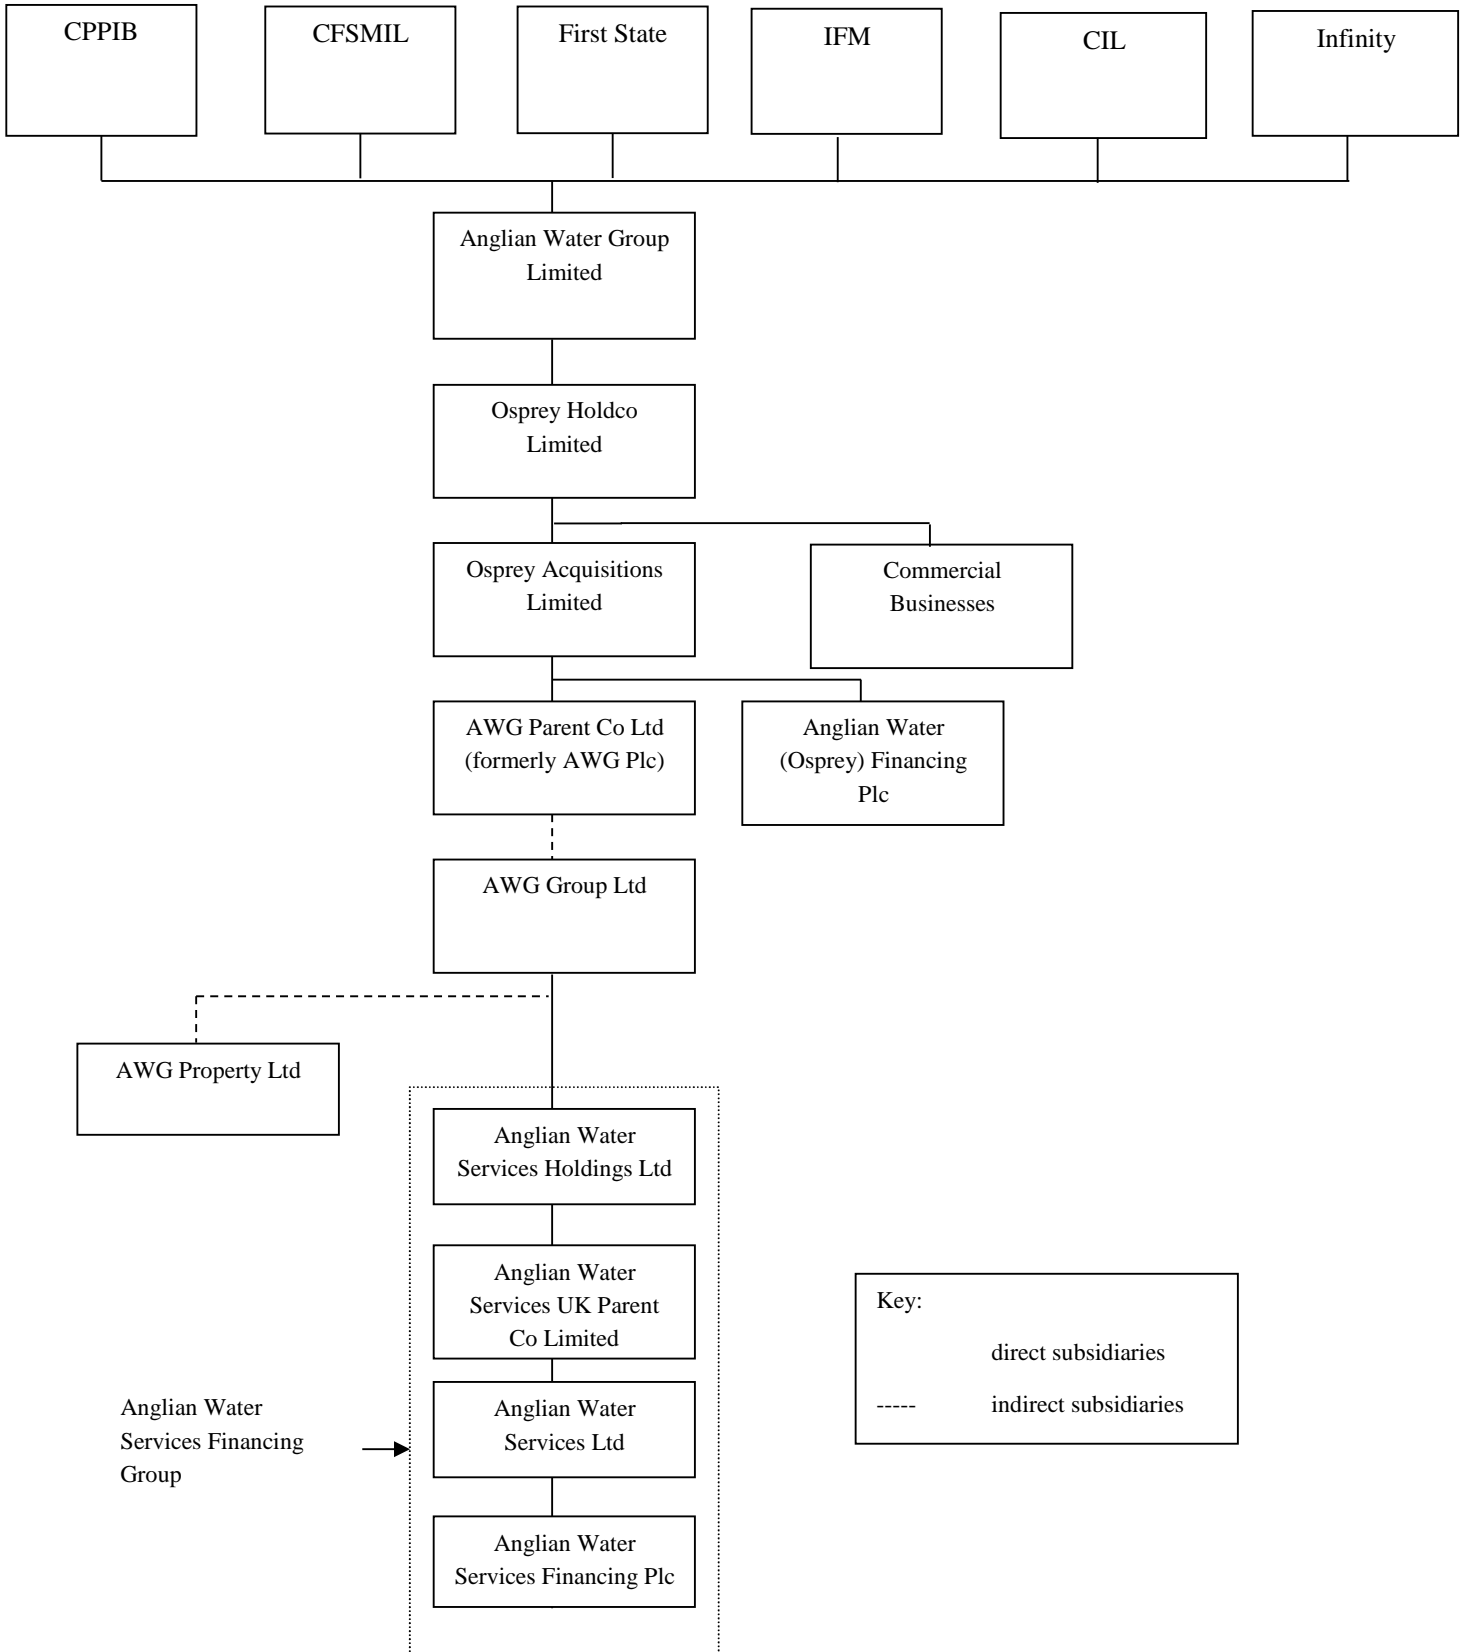 CPPIB
CFSMIL
First State
IFM
CIL
Infinity
Anglian Water Group
Limited
Osprey Holdco
Limited
Osprey Acquisitions
Limited
Commercial
Businesses
AWG Parent Co Ltd
(formerly AWG Plc)
Anglian Water
(Osprey) Financing
Plc
AWG Group Ltd
AWG Property Ltd
Anglian Water
Services Holdings Ltd
Anglian Water
Services UK Parent
Co Limited
Anglian Water
Services Ltd
Anglian Water
Services Financing Plc
Anglian Water
Services Financing
Group
Key:
direct subsidiaries
----- indirect subsidiaries